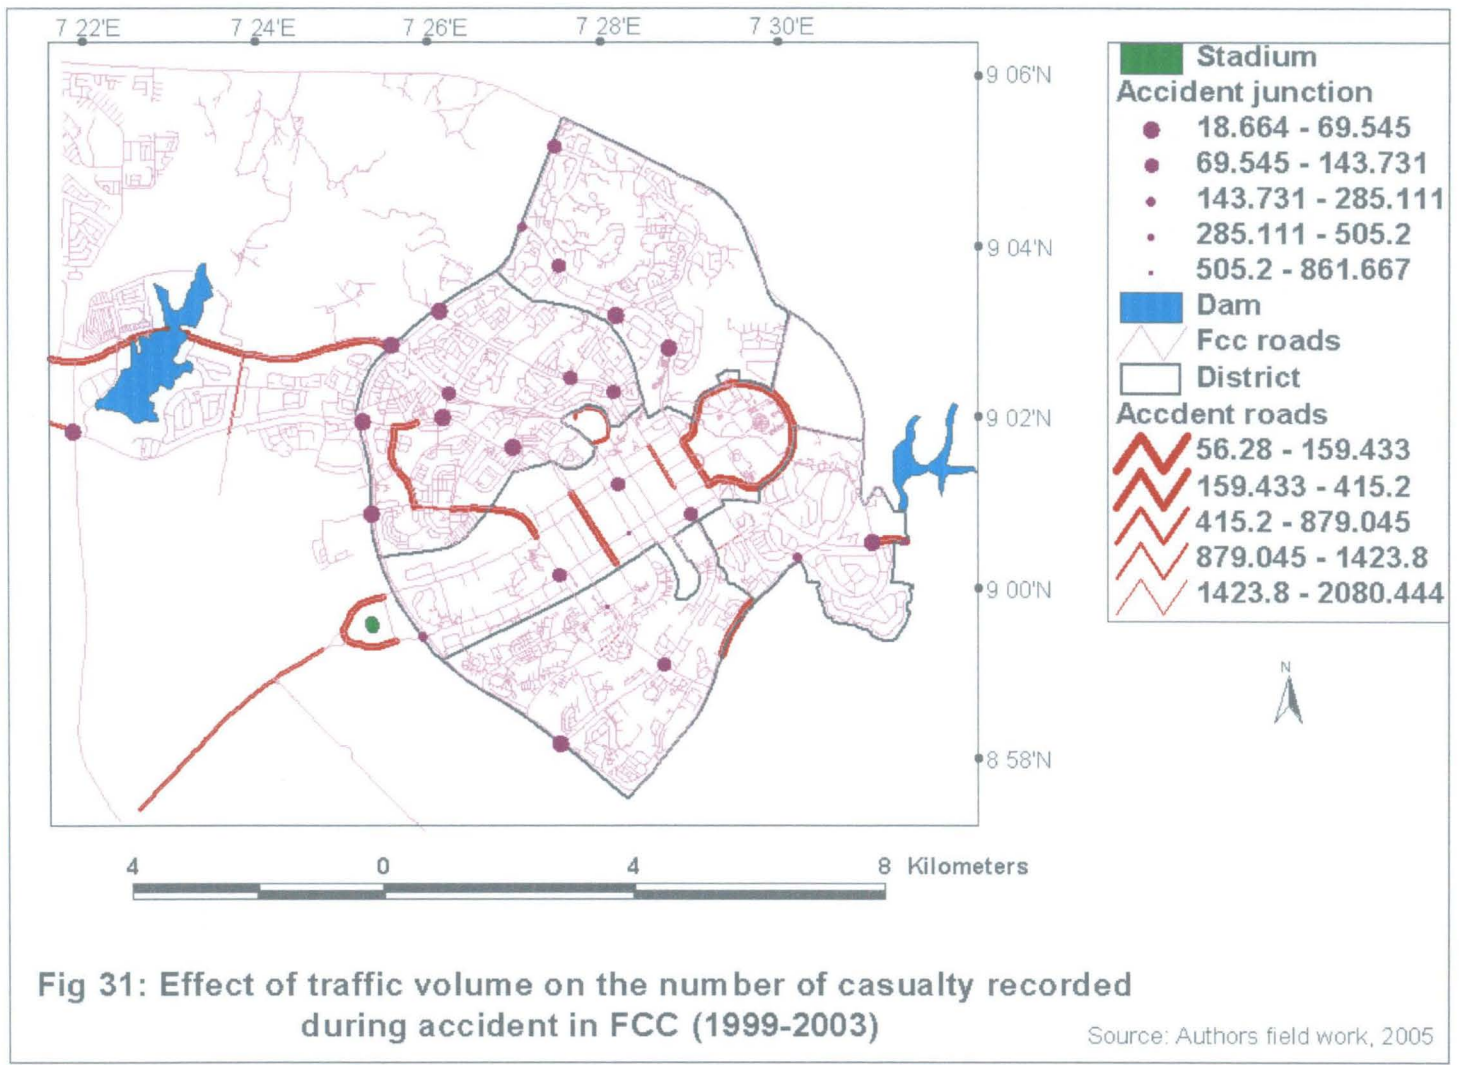 7 22'E 7 24'E 7 26'E 7 28'E 7 30'E
9 06'N
9 04'N
9 02'N
9 00'N
8 58'N
Stadium
Accident junction
18.664 - 69.545
69.545 - 143.731
143.731 - 285.111
285.111 - 505.2
505.2 - 861.667
Dam
Fcc roads
District
Accdent roads
56.28 - 159.433
159.433 - 415.2
415.2 - 879.045
879.045 - 1423.8
1423.8 - 2080.444
N
4 0 4 8 Kilometers
Fig 31: Effect of traffic volume on the number of casualty recorded
during accident in FCC (1999-2003)
Source: Authors field work, 2005